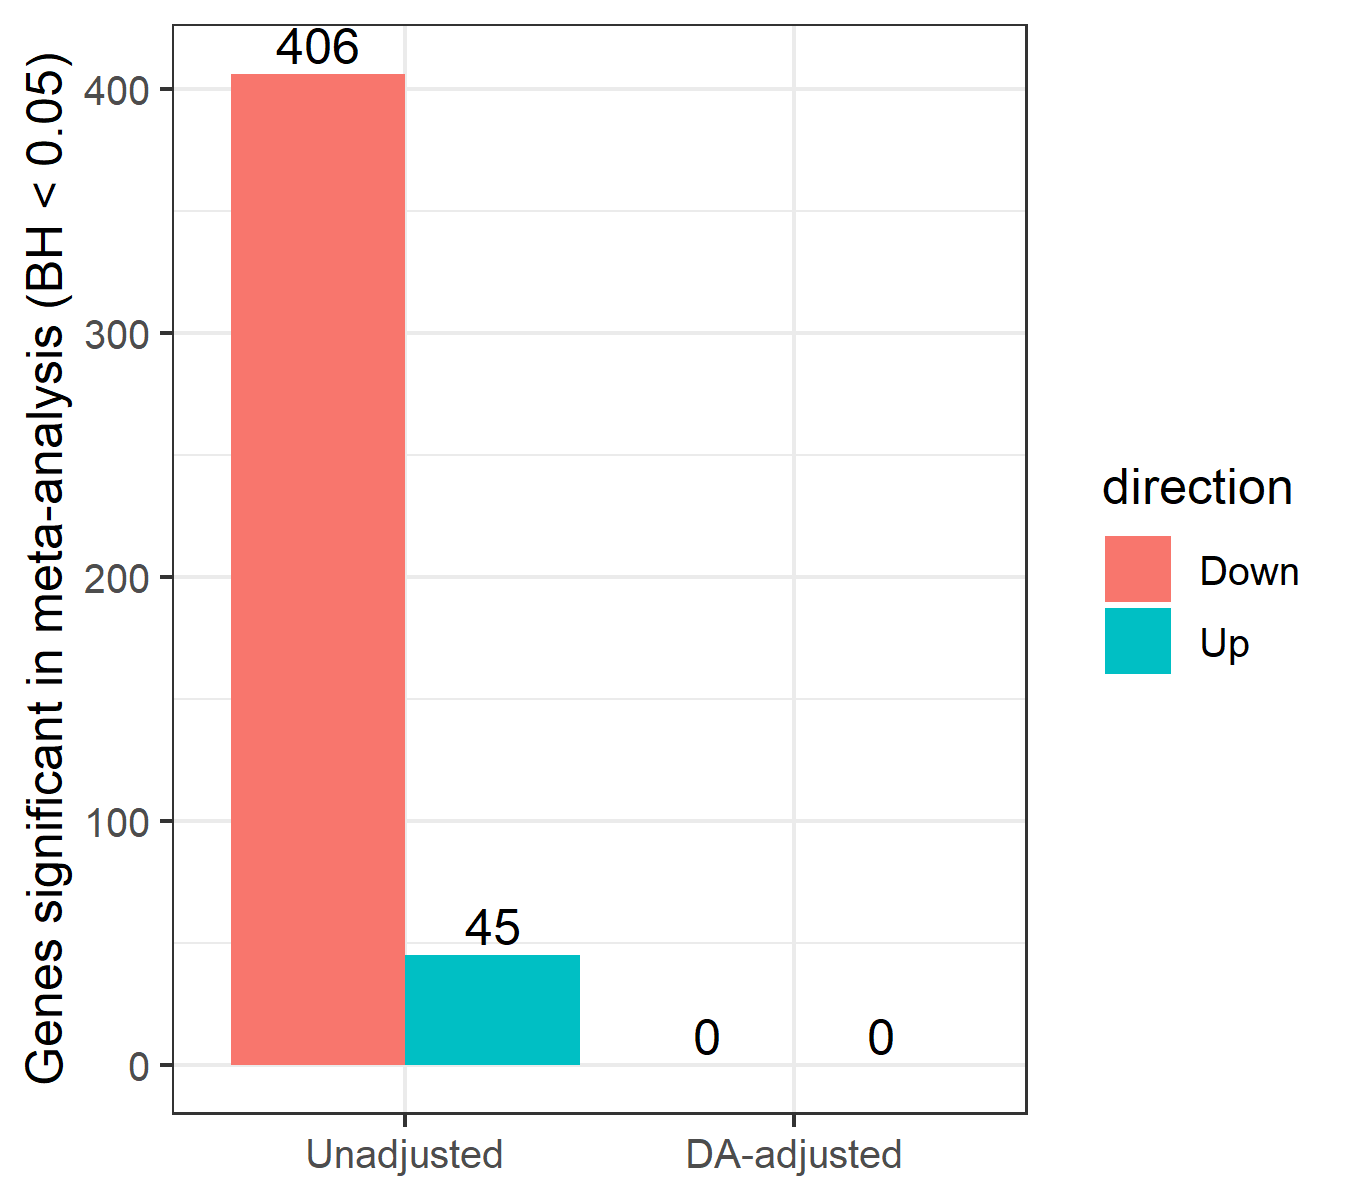 Genes significant in meta-analysis (BH < 0.05)
400
300
200
100
0
406
45
0
0
Unadjusted
DA-adjusted
direction
Down
Up